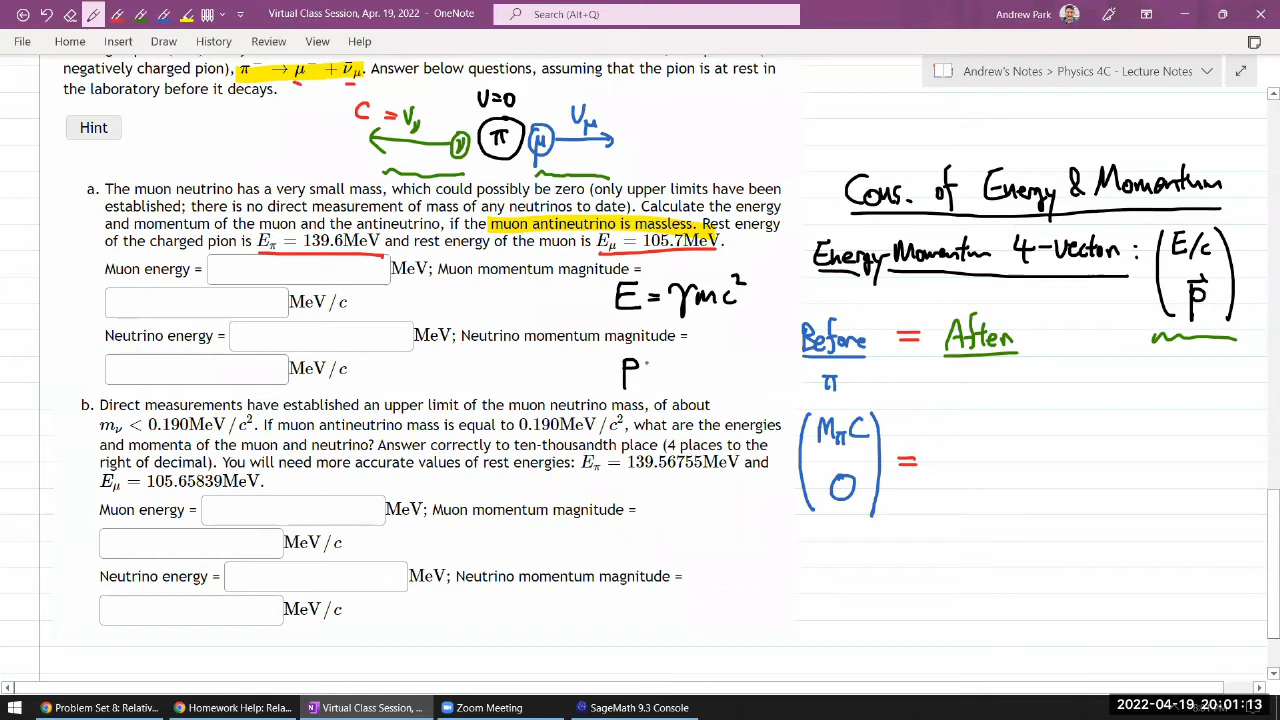 Virtual Class Session, Apr. 19, 2022 - OneNote
Search (Alt+Q)
Andrew Park
File Home Insert Draw History Review View Help
Andrew's Notes
Physics 4C - Lecture Notes
negatively charged pion), π⁻ → μ⁻ + ν̄μ. Answer below questions, assuming that the pion is at rest in
the laboratory before it decays.
Hint
C = Vν
V=0
Vμ
ν
π
μ
a. The muon neutrino has a very small mass, which could possibly be zero (only upper limits have been
established; there is no direct measurement of mass of any neutrinos to date). Calculate the energy
and momentum of the muon and the antineutrino, if the muon antineutrino is massless. Rest energy
of the charged pion is Eπ = 139.6MeV and rest energy of the muon is Eμ = 105.7MeV.
Muon energy = MeV; Muon momentum magnitude =
MeV/c
E = γmc²
Neutrino energy = MeV; Neutrino momentum magnitude =
MeV/c
P
b. Direct measurements have established an upper limit of the muon neutrino mass, of about
mν < 0.190MeV/c². If muon antineutrino mass is equal to 0.190MeV/c², what are the energies
and momenta of the muon and neutrino? Answer correctly to ten-thousandth place (4 places to the
right of decimal). You will need more accurate values of rest energies: Eπ = 139.56755MeV and
Eμ = 105.65839MeV.
Muon energy = MeV; Muon momentum magnitude =
MeV/c
Neutrino energy = MeV; Neutrino momentum magnitude =
MeV/c
Cons. of Energy & Momentum
Energy-Momentum 4-Vector :
E/c
p⃗
Before = After
π
MπC
0
=
Problem Set 8: Relativ...
Homework Help: Rela...
Virtual Class Session,...
Zoom Meeting
SageMath 9.3 Console
2022-04-19 20:01:13